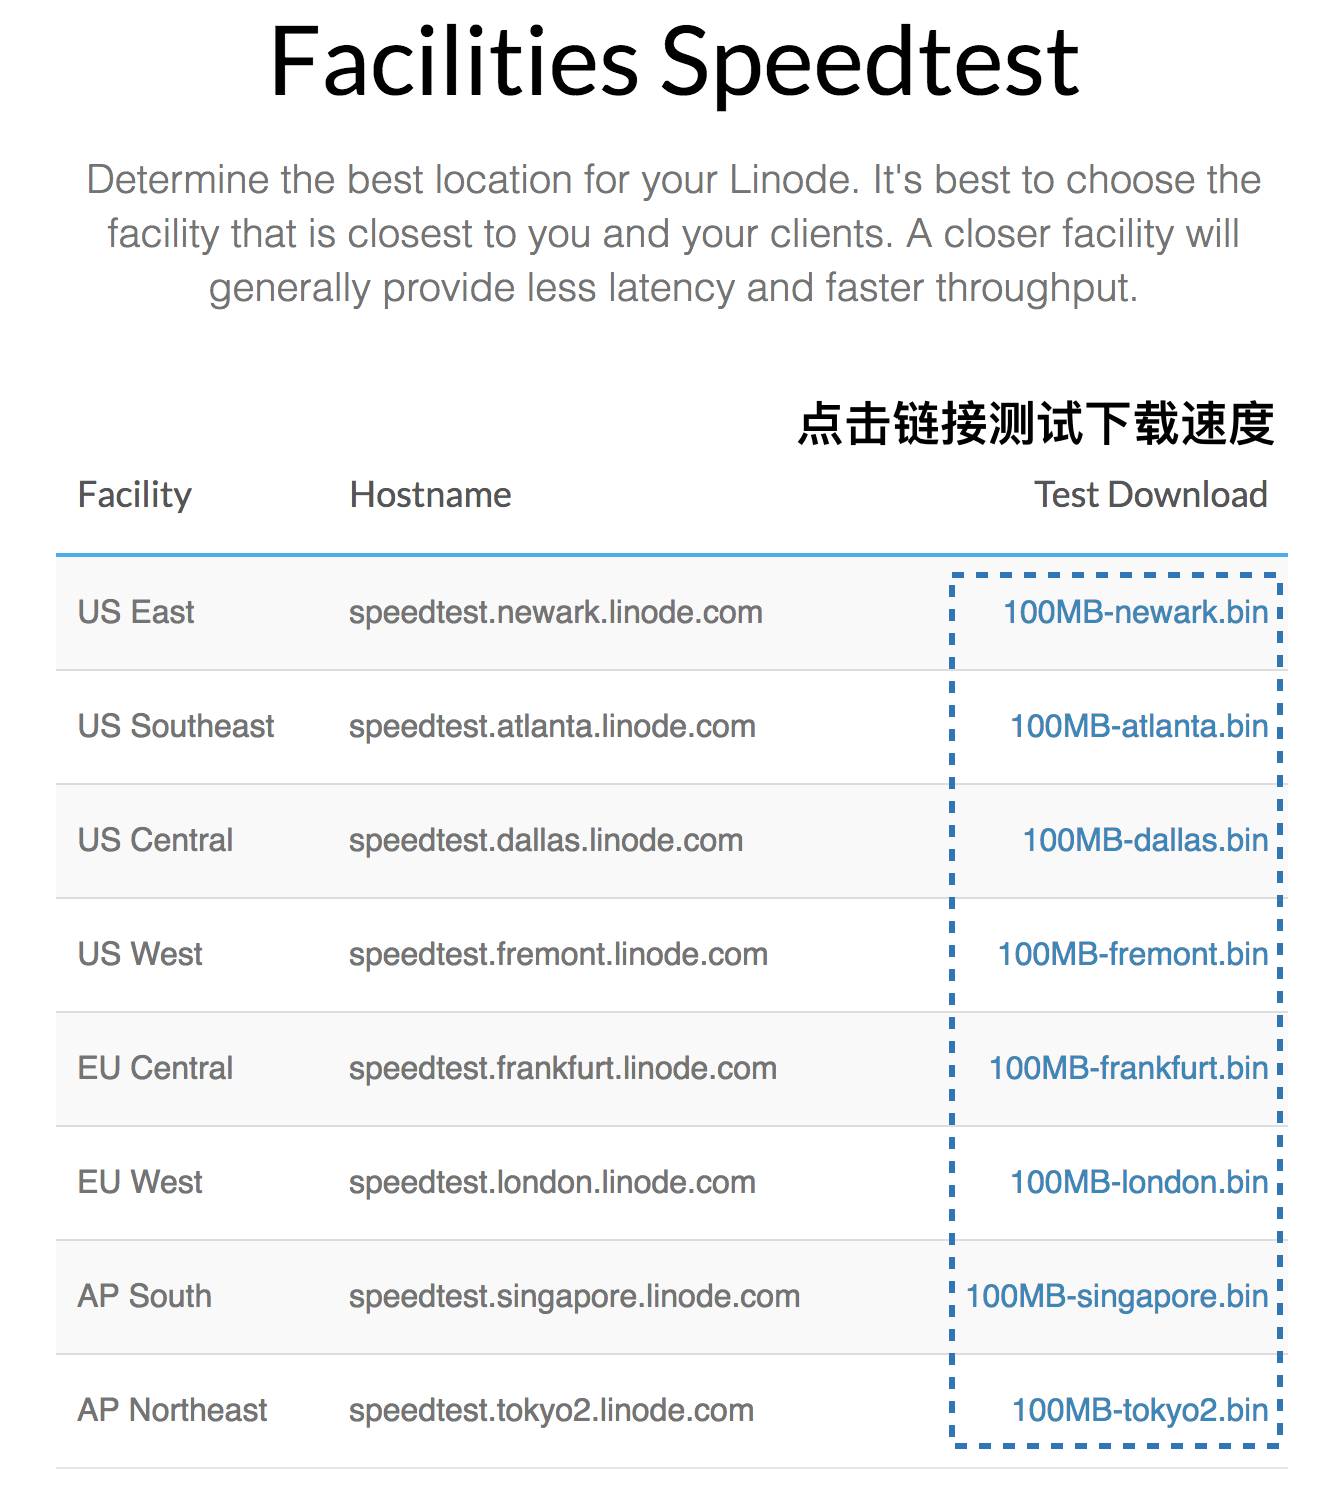 Facilities Speedtest
Determine the best location for your Linode. It's best to choose the
facility that is closest to you and your clients. A closer facility will
generally provide less latency and faster throughput.
点击链接测试下载速度
Facility Hostname Test Download
US East speedtest.newark.linode.com 100MB-newark.bin
US Southeast speedtest.atlanta.linode.com 100MB-atlanta.bin
US Central speedtest.dallas.linode.com 100MB-dallas.bin
US West speedtest.fremont.linode.com 100MB-fremont.bin
EU Central speedtest.frankfurt.linode.com 100MB-frankfurt.bin
EU West speedtest.london.linode.com 100MB-london.bin
AP South speedtest.singapore.linode.com 100MB-singapore.bin
AP Northeast speedtest.tokyo2.linode.com 100MB-tokyo2.bin